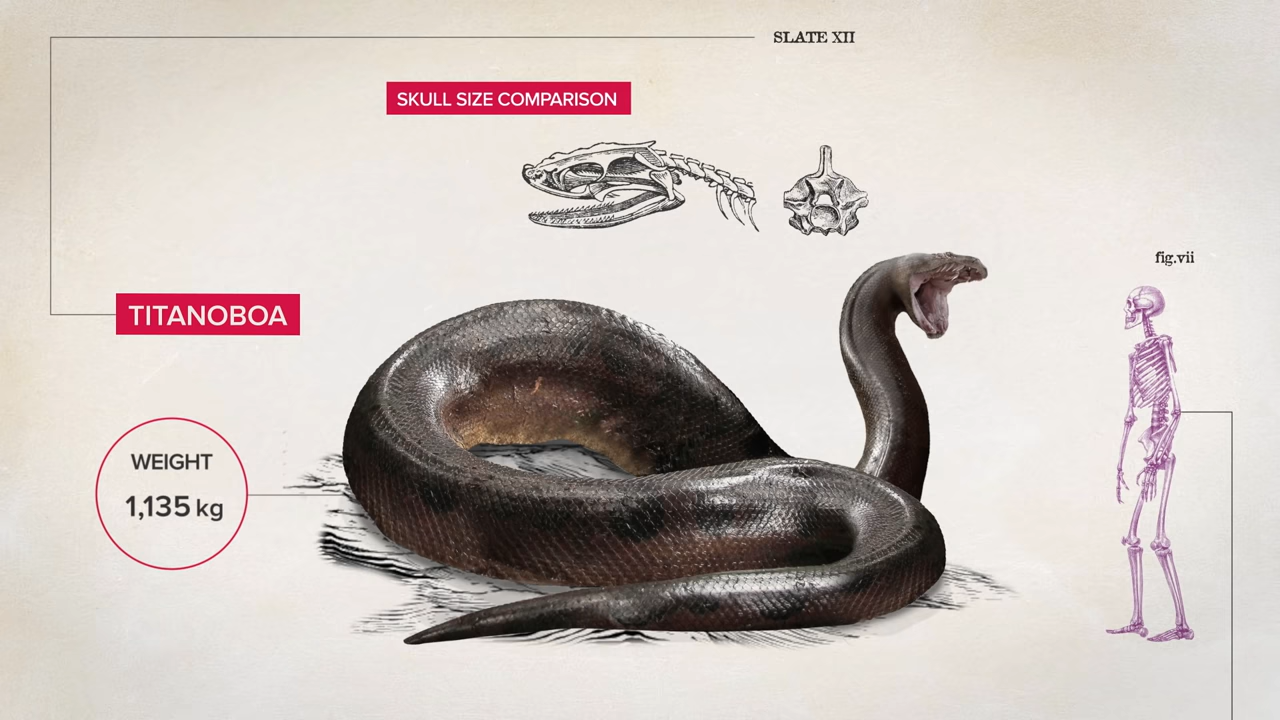 SLATE XII
SKULL SIZE COMPARISON
fig.vii
TITANOBOA
WEIGHT
1,135 kg